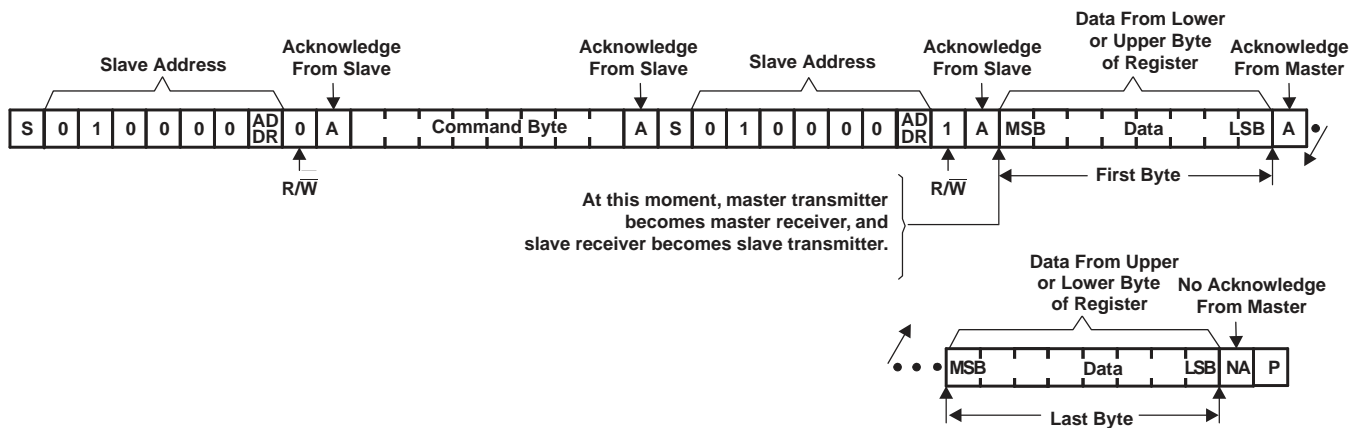 Slave Address
Acknowledge
From Slave
Acknowledge
From Slave
Slave Address
Acknowledge
From Slave
Data From Lower
or Upper Byte
of Register
Acknowledge
From Master
S 0 1 0 0 0 0 AD DR 0 A Command Byte A S 0 1 0 0 0 0 AD DR 1 A MSB Data LSB A
R/W̅
R/W̅
First Byte
At this moment, master transmitter
becomes master receiver, and
slave receiver becomes slave transmitter.
Data From Upper
or Lower Byte
of Register
No Acknowledge
From Master
MSB Data LSB NA P
Last Byte